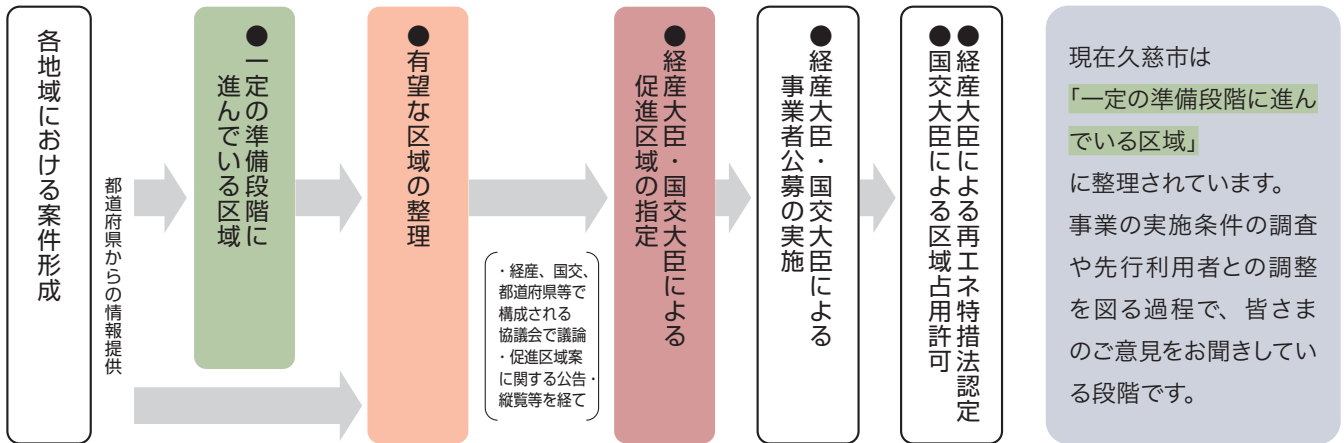 各地域における案件形成
都道府県からの情報提供
●一定の準備段階に
進んでいる区域
●有望な区域の整理
・経産、国交、
都道府県等で
構成される
協議会で議論
・促進区域案
に関する公告・
縦覧等を経て
●経産大臣・国交大臣による
促進区域の指定
●経産大臣・国交大臣による
事業者公募の実施
●経産大臣による再エネ特措法認定
●国交大臣による区域占用許可
現在久慈市は
「一定の準備段階に進ん
でいる区域」
に整理されています。
事業の実施条件の調査
や先行利用者との調整
を図る過程で、皆さま
のご意見をお聞きしてい
る段階です。